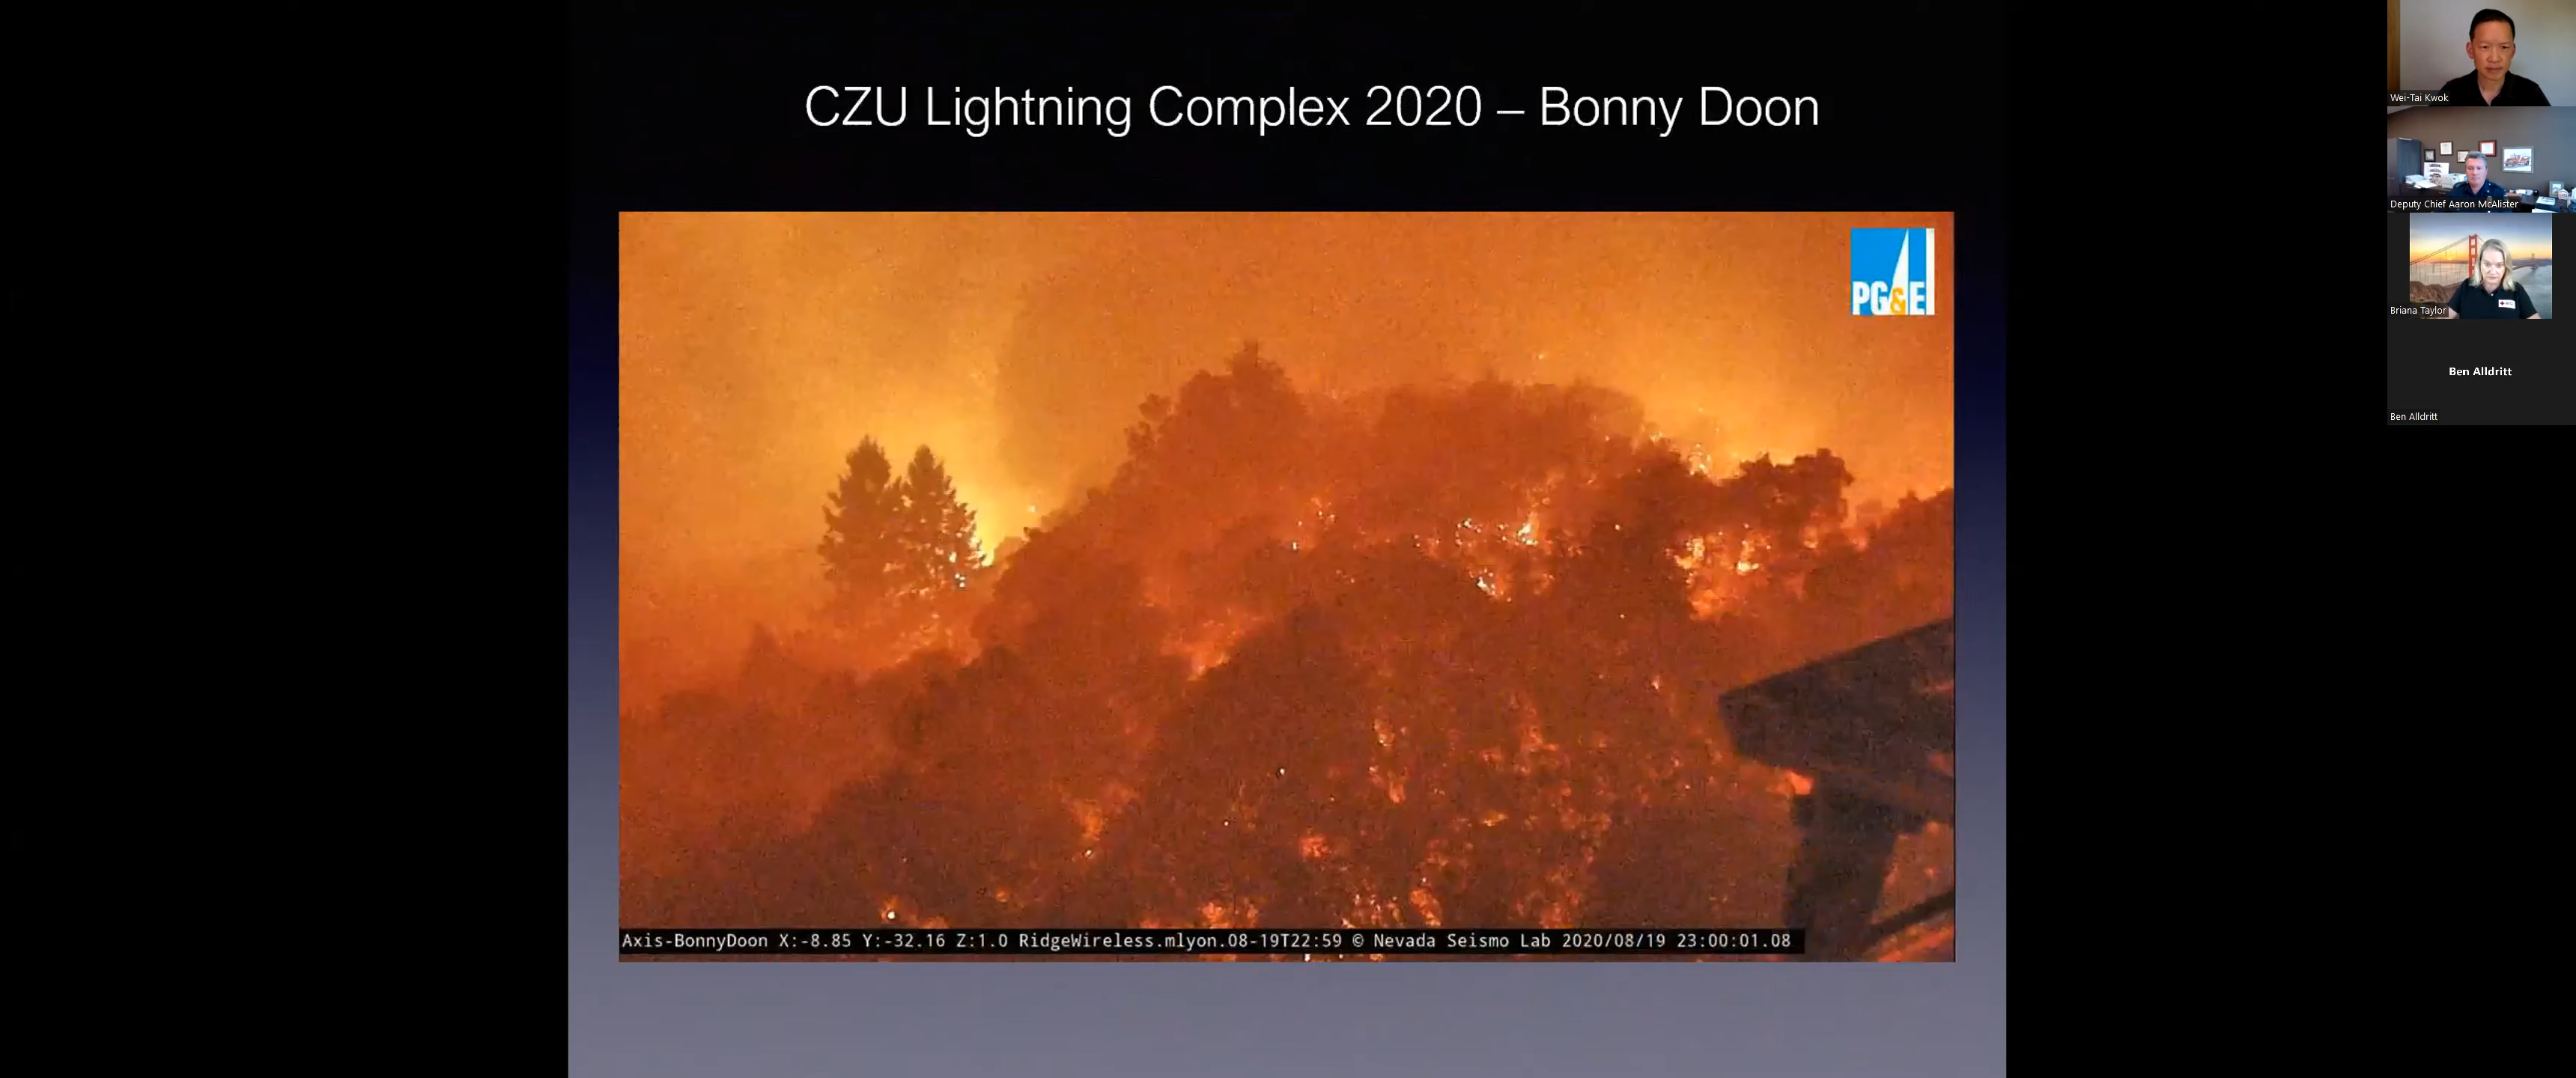 CZU Lightning Complex 2020 – Bonny Doon
PG&E
Axis-BonnyDoon X:-8.85 Y:-32.16 Z:1.0 RidgeWireless.mlyon.08-19T22:59 © Nevada Seismo Lab 2020/08/19 23:00:01.08
Wei-Tai Kwok
Deputy Chief Aaron McAlister
Briana Taylor
Ben Alldritt
Ben Alldritt